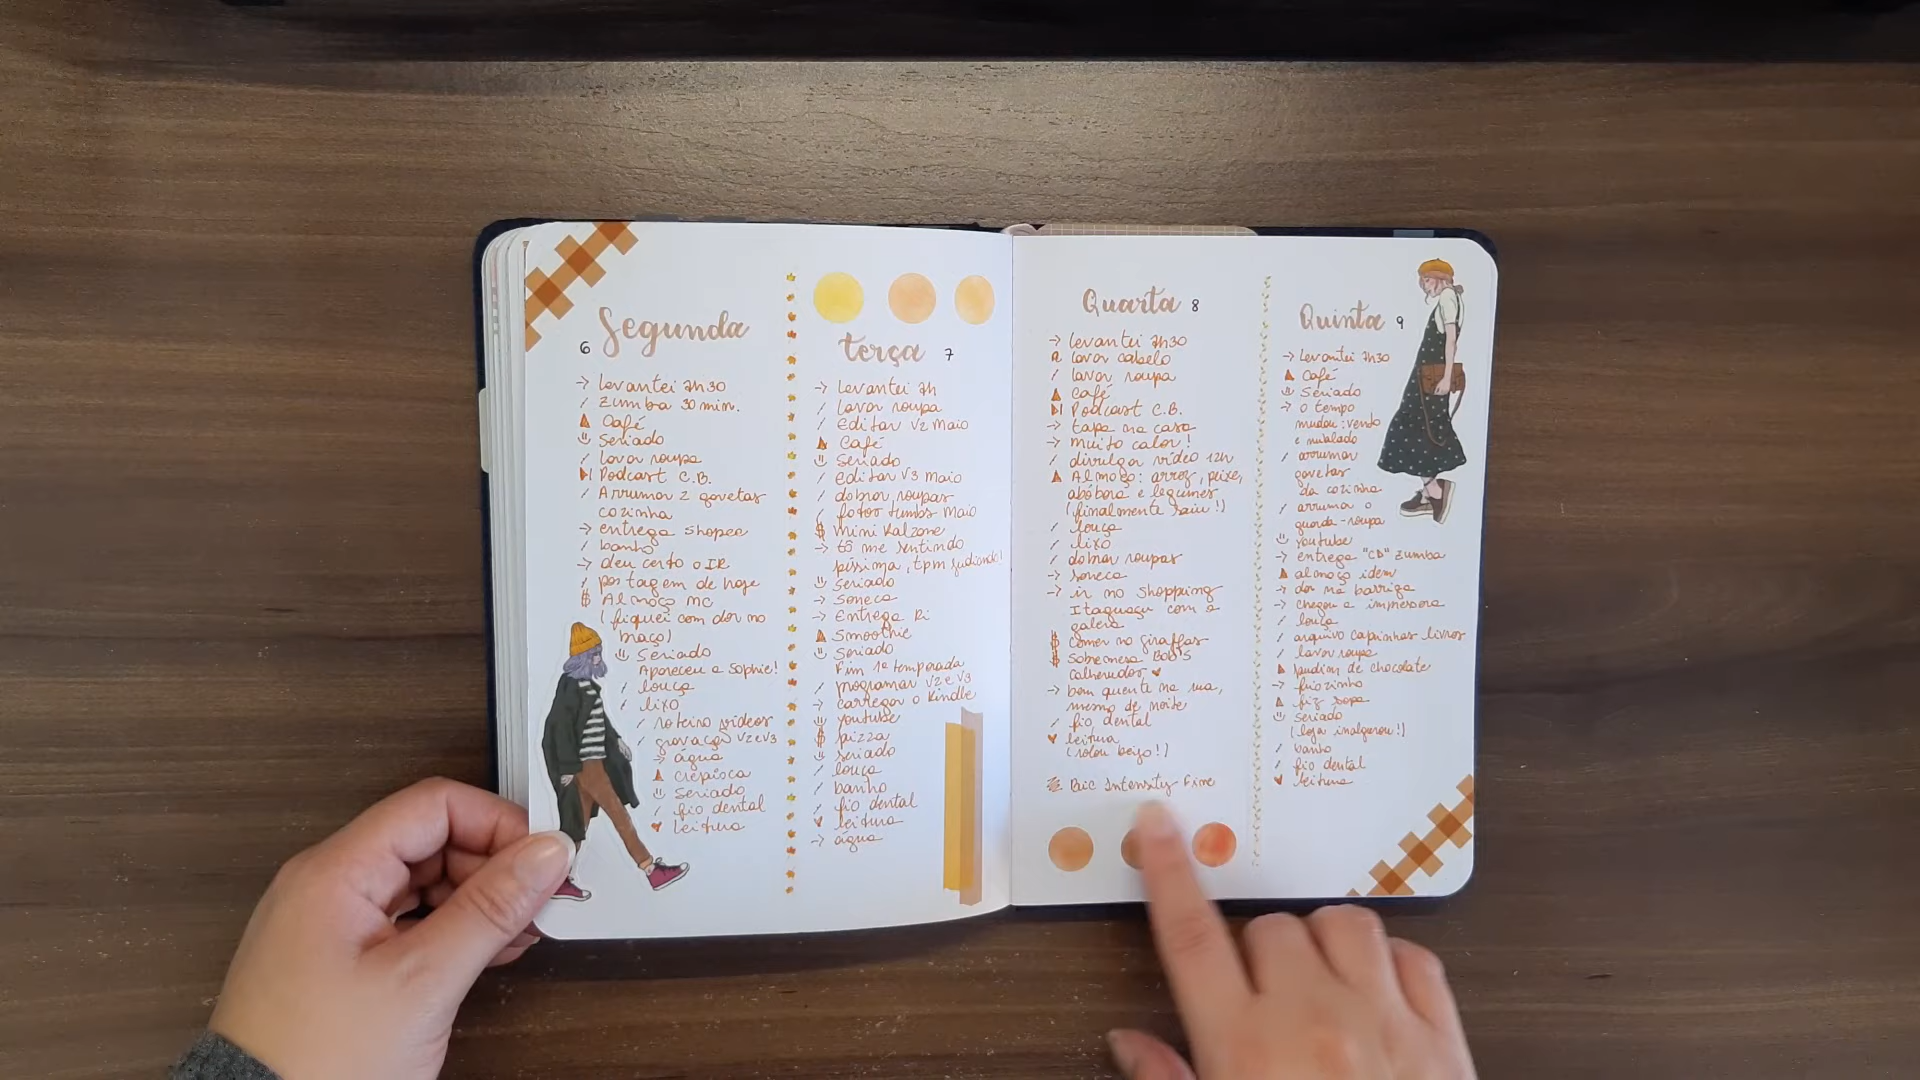 Segunda
6
→ Levantei 7h30
/ Zumba 30 min.
Café
Seriado
/ lavar roupa
Podcast C.B.
/ Arrumar 2 gavetas
cozinha
→ entrega shopee
/ banho
→ deu certo o IR
/ postagem de hoje
$ Almoço MC
(fiquei com dor no
braço)
Seriado
Apareceu a Sophie!
/ louça
/ lixo
/ roteiro vídeos
/ gravação V2 e V3
→ água
crepisca
Seriado
/ fio dental
♥ leitura
terça 7
→ Levantei 7h
/ lavar roupa
/ editar V2 Maio
Café
Seriado
/ editar V3 Maio
/ dobrar roupas
/ fotos tumbs Maio
$ Mini Kalzone
→ tô me sentindo
péssima, tpm
Seriado
→ Soneca
→ Entrega Ri
Smoothie
Seriado
Fim 1ª temporada
/ programar V2 e V3
→ carregar o Kindle
youtube
$ pizza
seriado
/ louça
/ banho
/ fio dental
♥ leitura
→ água
Quarta 8
→ levantei 7h30
lavar cabelo
/ lavar roupa
café
Podcast C.B.
→ tapa na casa
→ muito calor!
/ divulgar vídeo 12h
Almoço: arroz, peixe,
abóbora e legumes
(finalmente saiu!)
/ louça
/ lixo
/ dobrar roupas
→ soneca
→ ir no shopping
Itaguaçu com a
galera
$ comer no giraffas
$ Sobremesa Bob's
♥
→ bem quente na rua,
mesmo de noite
/ fio dental
♥ leitura
(rolou beijo!)
Bic Intensity Fine
Quinta 9
→ Levantei 7h30
Café
Seriado
→ o tempo
mudou: vento
e nublado
/ arrumar
gavetas
da cozinha
/ arrumar o
guarda-roupa
youtube
→ entrega "CD" Zumba
almoço idem
→ dor na barriga
→ chegou a impressora
/ louça
/ arquivo capinhas livros
/ lavar roupa
pudim de chocolate
→ friozinho
fiz sopa
seriado
(loja inaugurou!)
/ banho
/ fio dental
♥ leitura